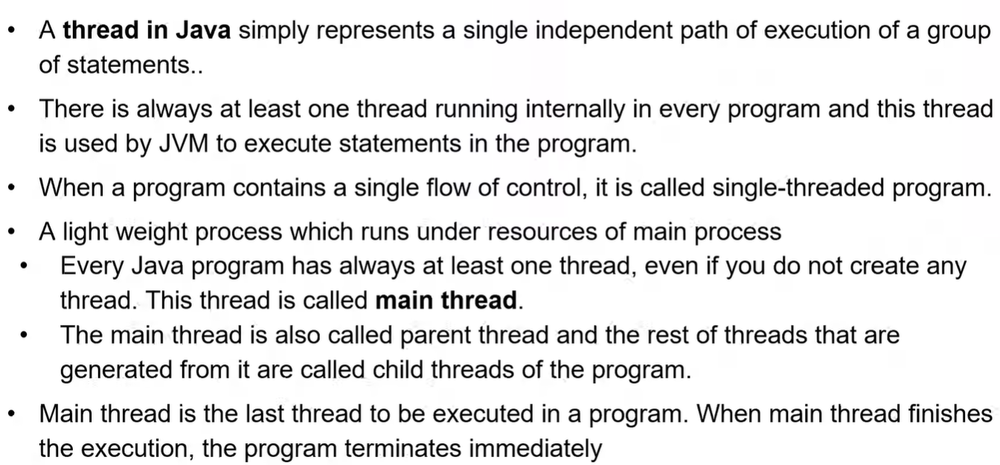 • A thread in Java simply represents a single independent path of execution of a group
of statements..
• There is always at least one thread running internally in every program and this thread
is used by JVM to execute statements in the program.
• When a program contains a single flow of control, it is called single-threaded program.
• A light weight process which runs under resources of main process
• Every Java program has always at least one thread, even if you do not create any
thread. This thread is called main thread.
• The main thread is also called parent thread and the rest of threads that are
generated from it are called child threads of the program.
• Main thread is the last thread to be executed in a program. When main thread finishes
the execution, the program terminates immediately